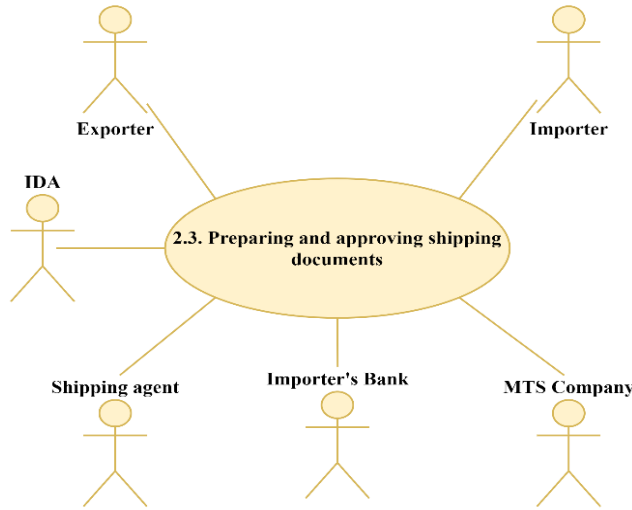 Exporter
Importer
IDA
2.3. Preparing and approving shipping
documents
Shipping agent
Importer's Bank
MTS Company